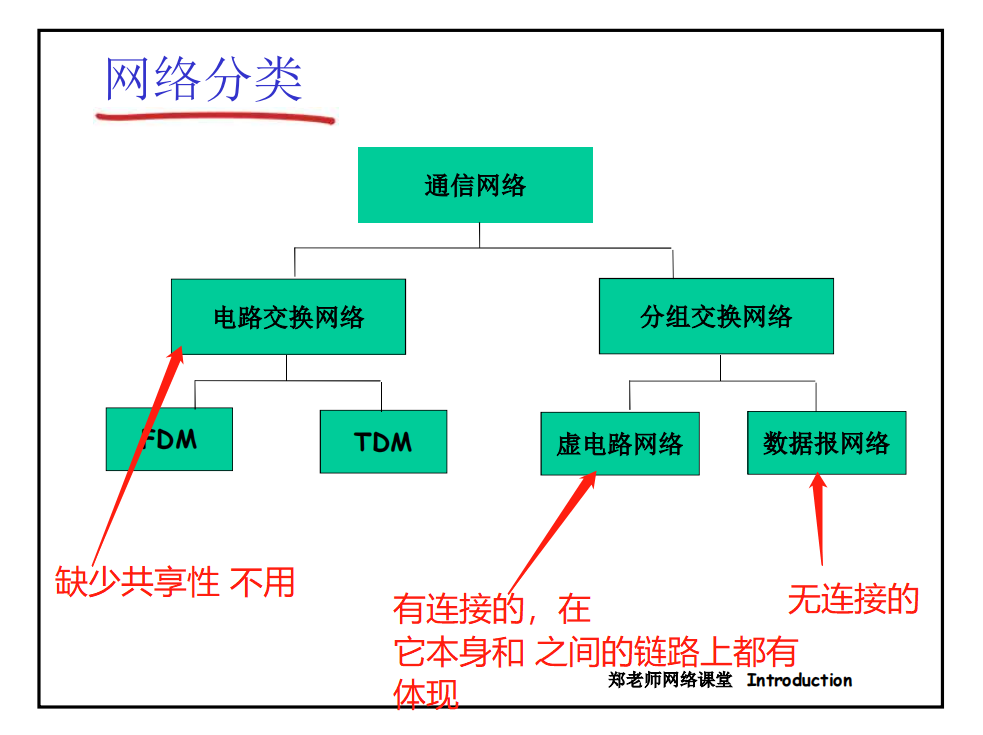 网络分类
通信网络
电路交换网络
分组交换网络
FDM
TDM
虚电路网络
数据报网络
缺少共享性 不用
有连接的，在
它本身和 之间的链路上都有
体现
无连接的
郑老师网络课堂 Introduction